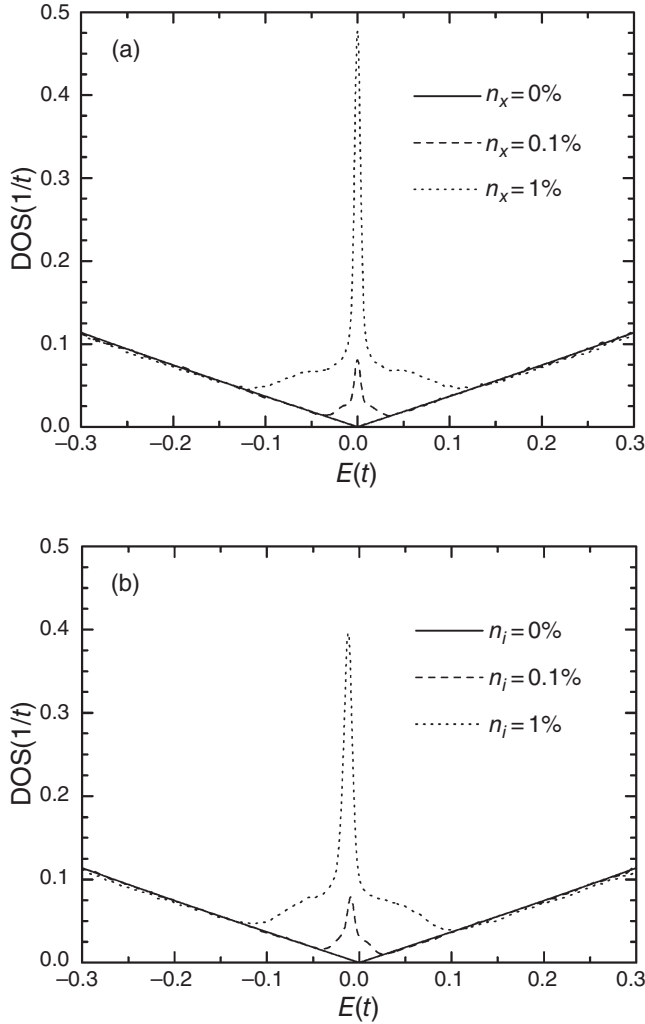 (a)
n_x = 0%
n_x = 0.1%
n_x = 1%
DOS(1/t)
0.5
0.4
0.3
0.2
0.1
0.0
−0.3 −0.2 −0.1 0.0 0.1 0.2 0.3
E(t)
(b)
n_i = 0%
n_i = 0.1%
n_i = 1%
DOS(1/t)
0.5
0.4
0.3
0.2
0.1
0.0
−0.3 −0.2 −0.1 0.0 0.1 0.2 0.3
E(t)